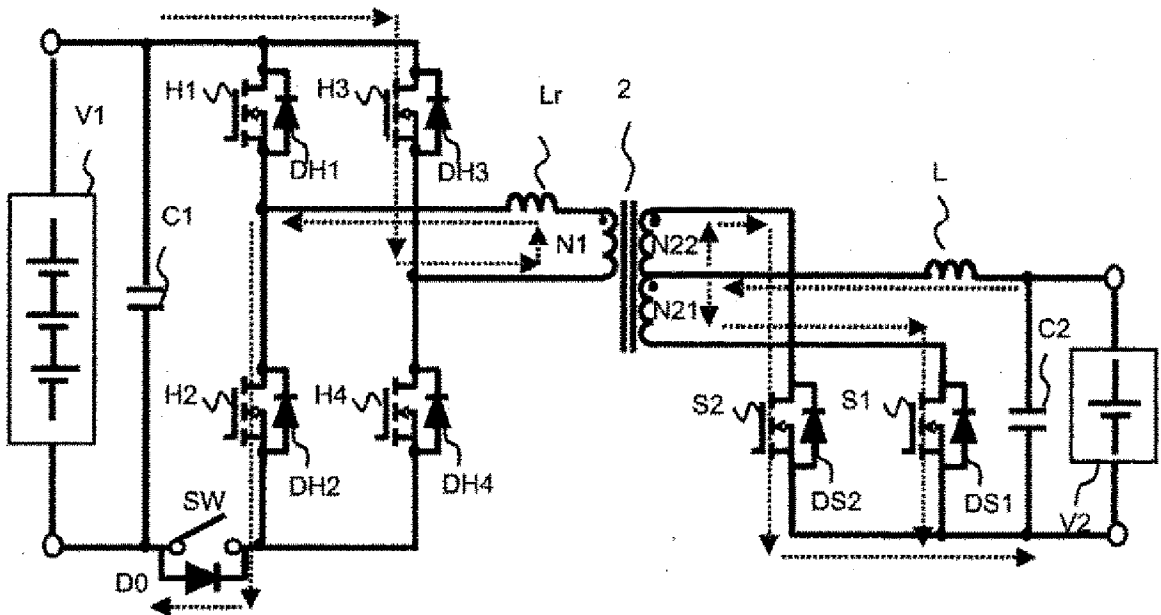 H1
H3
Lr
2
V1
DH1
DH3
L
C1
N1
N22
N21
C2
H2
H4
S2
S1
DH2
DH4
SW
DS2
DS1
V2
D0